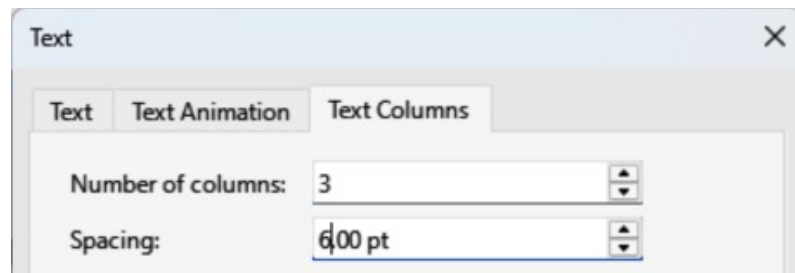 Text
Text Text Animation Text Columns
Number of columns: 3
Spacing: 6.00 pt